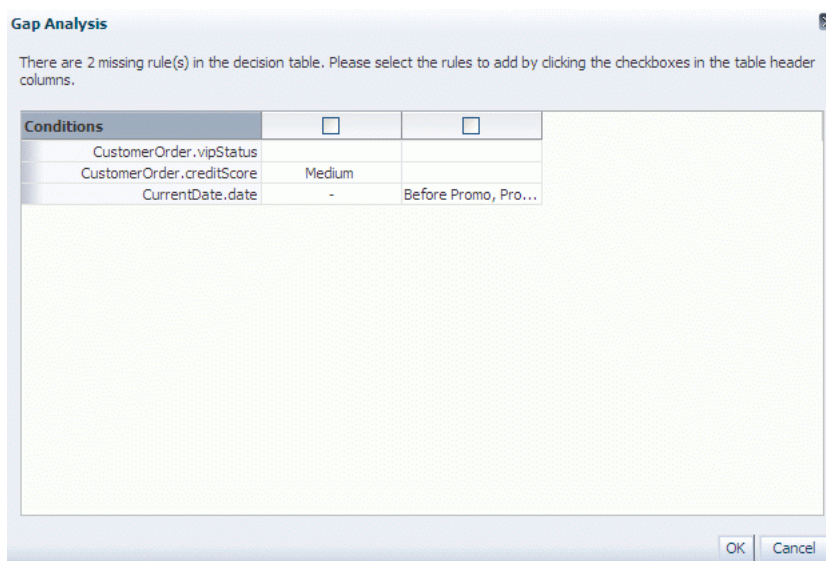 Gap Analysis
There are 2 missing rule(s) in the decision table. Please select the rules to add by clicking the checkboxes in the table header
columns.
Conditions
CustomerOrder.vipStatus
CustomerOrder.creditScore Medium
CurrentDate.date - Before Promo, Pro...
OK Cancel